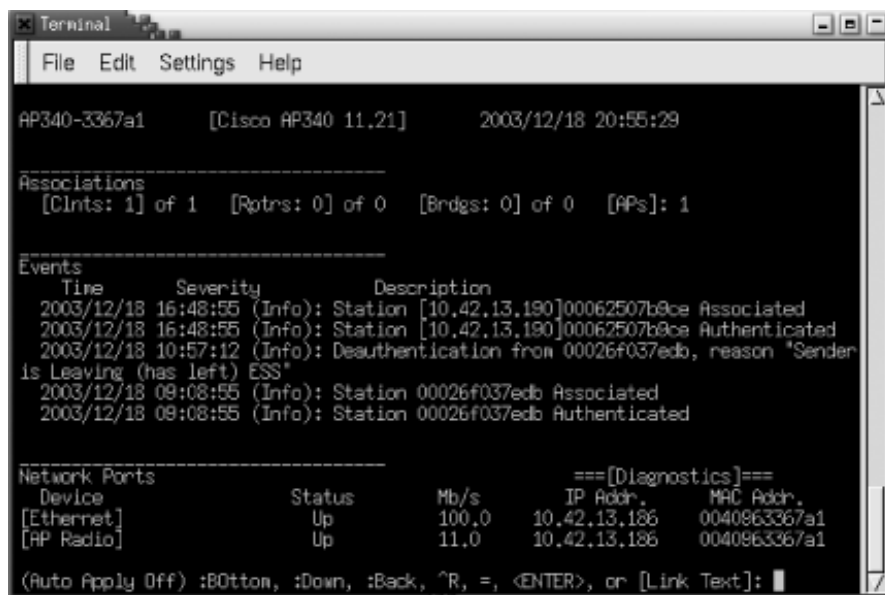 Terminal
File Edit Settings Help
AP340-3367a1 [Cisco AP340 11.21] 2003/12/18 20:55:29
Associations
[Clnts: 1] of 1 [Rptrs: 0] of 0 [Brdgs: 0] of 0 [APs]: 1
Events
Time Severity Description
2003/12/18 16:48:55 (Info): Station [10.42.13.190]00062507b9ce Associated
2003/12/18 16:48:55 (Info): Station [10.42.13.190]00062507b9ce Authenticated
2003/12/18 10:57:12 (Info): Deauthentication from 00026f037edb, reason "Sender
is Leaving (has left) ESS"
2003/12/18 09:08:55 (Info): Station 00026f037edb Associated
2003/12/18 09:08:55 (Info): Station 00026f037edb Authenticated
Network Ports ===[Diagnostics]===
Device Status Mb/s IP Addr. MAC Addr.
[Ethernet] Up 100.0 10.42.13.186 0040963367a1
[AP Radio] Up 11.0 10.42.13.186 0040963367a1
(Auto Apply Off) :BOttom, :Down, :Back, ^R, =, <ENTER>, or [Link Text]: